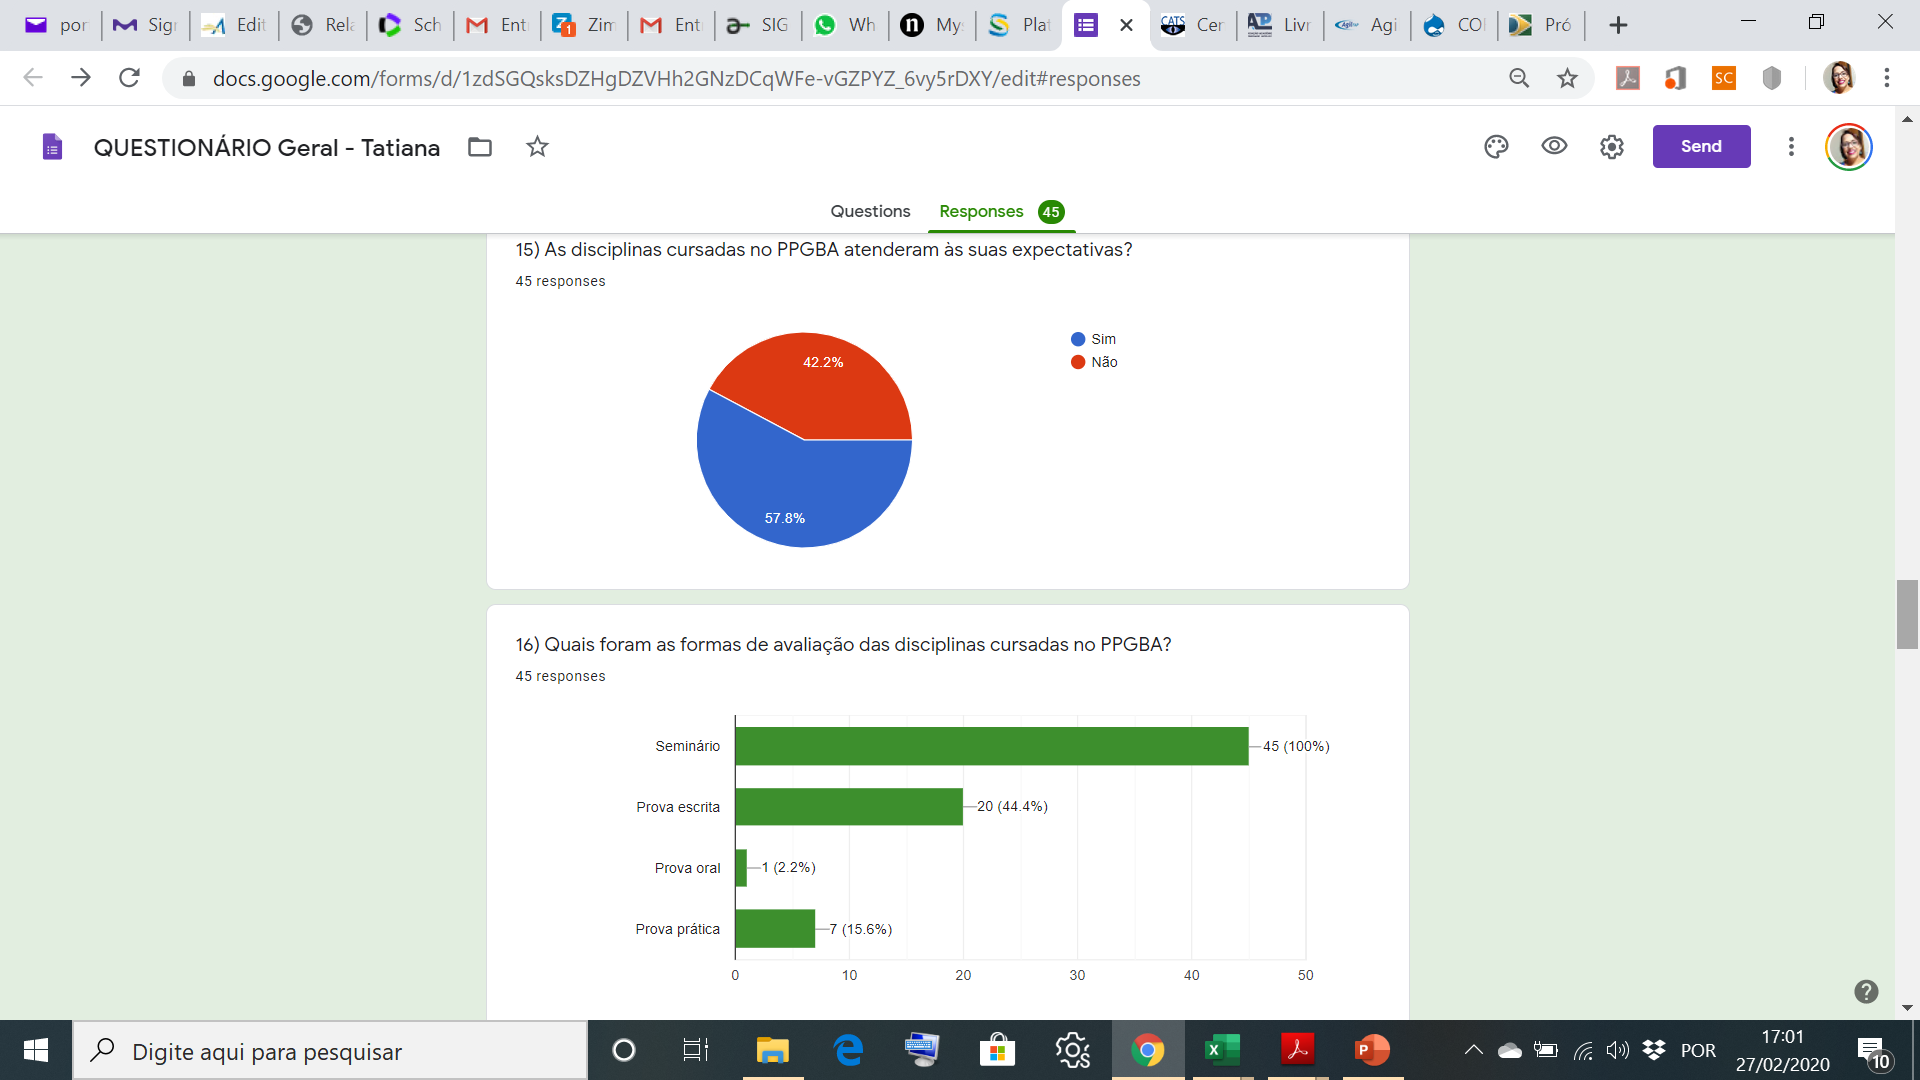 por
Sign
Edit
Rela
Sch
Entr
Zim
Entr
SIG
Wh
My
Plat
Cer
Livr
Agi
CO
Pró
docs.google.com/forms/d/1zdSGQsksDZHgDZVHh2GNzDCqWFe-vGZPYZ_6vy5rDXY/edit#responses
SC
QUESTIONÁRIO Geral - Tatiana
Send
Questions
Responses 45
15) As disciplinas cursadas no PPGBA atenderam às suas expectativas?
45 responses
Sim
Não
42.2%
57.8%
16) Quais foram as formas de avaliação das disciplinas cursadas no PPGBA?
45 responses
Seminário 45 (100%)
Prova escrita 20 (44.4%)
Prova oral 1 (2.2%)
Prova prática 7 (15.6%)
0 10 20 30 40 50
Digite aqui para pesquisar
POR
17:01
27/02/2020
10